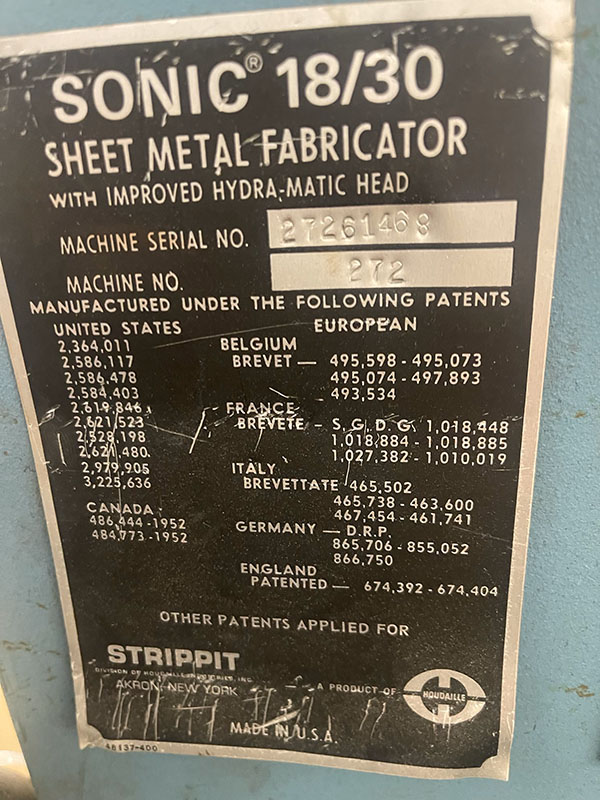 SONIC® 18/30
SHEET METAL FABRICATOR
WITH IMPROVED HYDRA-MATIC HEAD
MACHINE SERIAL NO. 27261468
MACHINE NO. 272
MANUFACTURED UNDER THE FOLLOWING PATENTS
UNITED STATES
2,364,011
2,586,117
2,586,478
2,584,403
2,619,846
2,621,523
2,528,198
2,621,480
2,979,905
3,225,636
CANADA
486,444-1952
484,773-1952
EUROPEAN
BELGIUM
BREVET — 495,598 - 495,073
495,074 - 497,893
493,534
FRANCE
BREVETE - S.G.D.G. 1,018,448
1,018,884 - 1,018,885
1,027,382 - 1,010,019
ITALY
BREVETTATE 465,502
465,738 - 463,600
467,454 - 461,741
GERMANY — D.R.P.
865,706 - 855,052
866,750
ENGLAND
PATENTED — 674,392 - 674,404
OTHER PATENTS APPLIED FOR
STRIPPIT
DIVISION OF HOUDAILLE INDUSTRIES, INC.
AKRON, NEW YORK
A PRODUCT OF
HOUDAILLE
H
MADE IN U.S.A.
48137-400